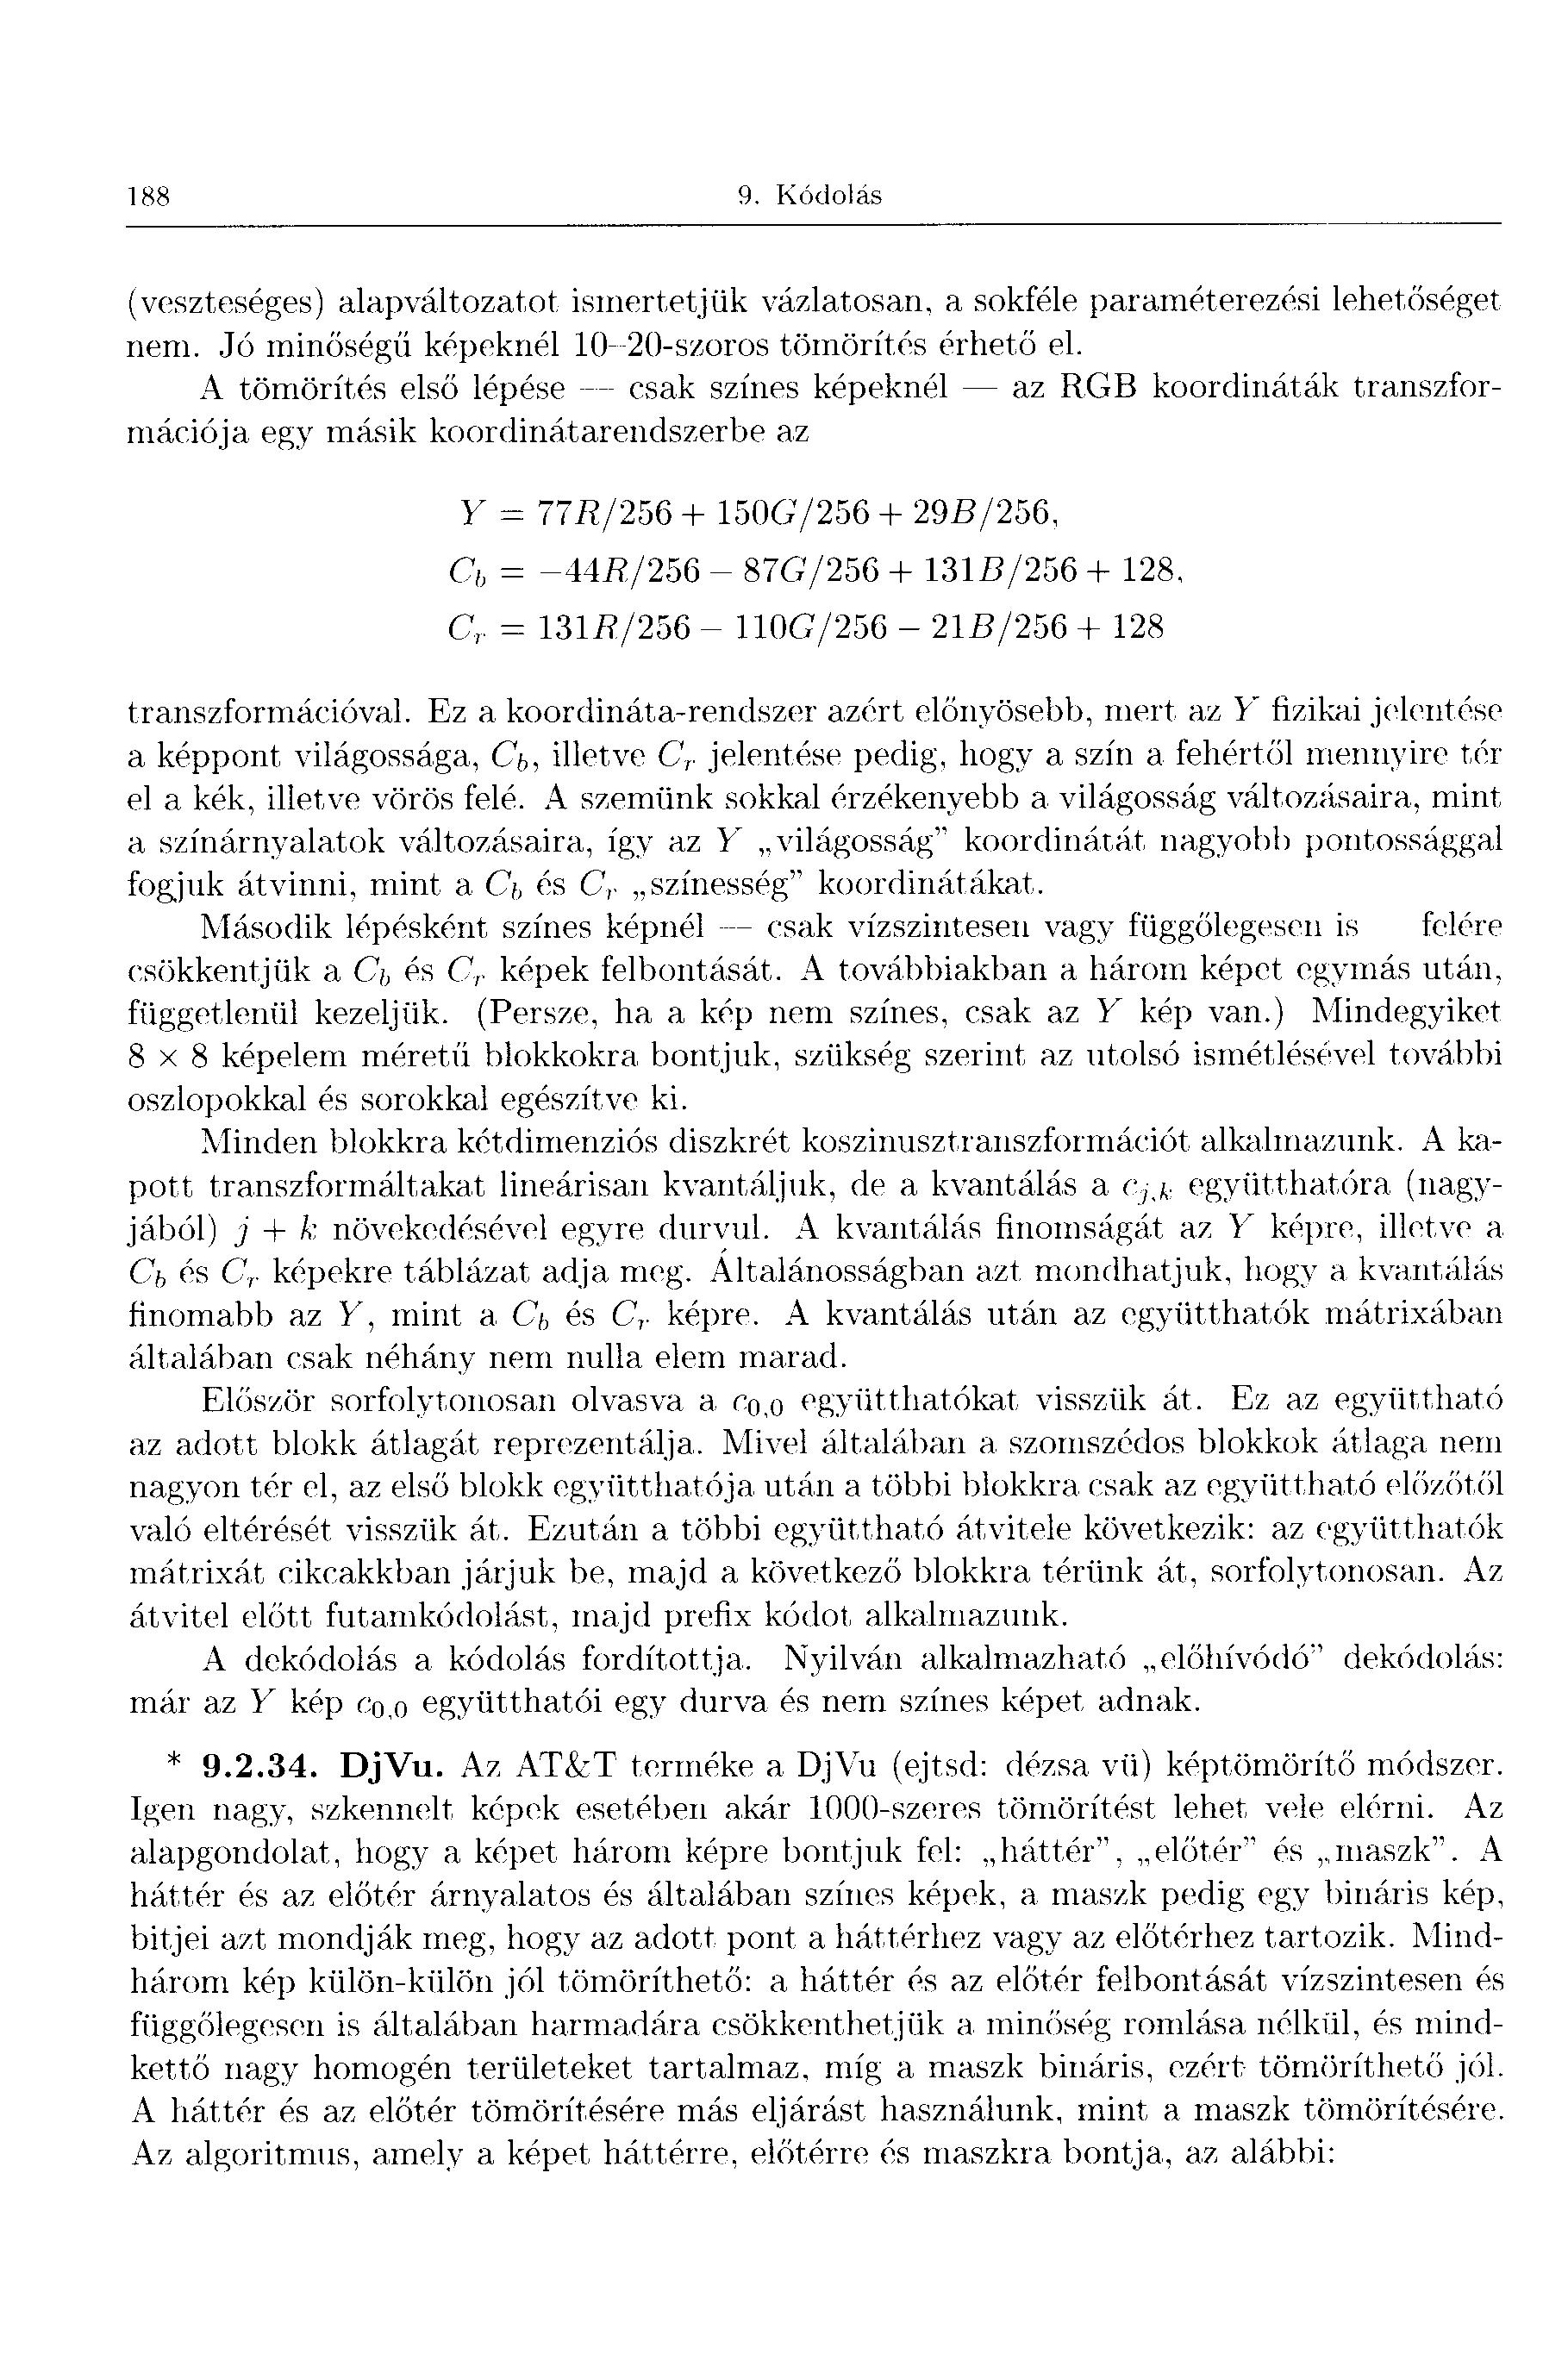 188 9. Kódolás
(veszteséges) alapváltozatot ismertetjük vázlatosan, a sokféle paraméterezési lehetőséget
nem. Jó minőségű képeknél 10–20-szoros tömörítés érhető el.
A tömörítés első lépése — csak színes képeknél — az RGB koordináták transzfor-
mációja egy másik koordinátarendszerbe az
Y = 77R/256 + 150G/256 + 29B/256,
C_b = −44R/256 − 87G/256 + 131B/256 + 128,
C_r = 131R/256 − 110G/256 − 21B/256 + 128
transzformációval. Ez a koordináta-rendszer azért előnyösebb, mert az Y fizikai jelentése
a képpont világossága, C_b, illetve C_r jelentése pedig, hogy a szín a fehértől mennyire tér
el a kék, illetve vörös felé. A szemünk sokkal érzékenyebb a világosság változásaira, mint
a színárnyalatok változásaira, így az Y „világosság” koordinátát nagyobb pontossággal
fogjuk átvinni, mint a C_b és C_r „színesség” koordinátákat.
Második lépésként színes képnél — csak vízszintesen vagy függőlegesen is felére
csökkentjük a C_b és C_r képek felbontását. A továbbiakban a három képet egymás után,
függetlenül kezeljük. (Persze, ha a kép nem színes, csak az Y kép van.) Mindegyiket
8 × 8 képelem méretű blokkokra bontjuk, szükség szerint az utolsó ismétlésével további
oszlopokkal és sorokkal egészítve ki.
Minden blokkra kétdimenziós diszkrét koszinusztranszformációt alkalmazunk. A ka-
pott transzformáltakat lineárisan kvantáljuk, de a kvantálás a c_{j,k} együtthatóra (nagy-
jából) j + k növekedésével egyre durvul. A kvantálás finomságát az Y képre, illetve a
C_b és C_r képekre táblázat adja meg. Általánosságban azt mondhatjuk, hogy a kvantálás
finomabb az Y, mint a C_b és C_r képre. A kvantálás után az együtthatók mátrixában
általában csak néhány nem nulla elem marad.
Először sorfolytonosan olvasva a c_{0,0} együtthatókat visszük át. Ez az együttható
az adott blokk átlagát reprezentálja. Mivel általában a szomszédos blokkok átlaga nem
nagyon tér el, az első blokk együtthatója után a többi blokkra csak az együttható előzőtől
való eltérését visszük át. Ezután a többi együttható átvitele következik: az együtthatók
mátrixát cikcakkban járjuk be, majd a következő blokkra térünk át, sorfolytonosan. Az
átvitel előtt futamkódolást, majd prefix kódot alkalmazunk.
A dekódolás a kódolás fordítottja. Nyilván alkalmazható „előhívódó” dekódolás:
már az Y kép c_{0,0} együtthatói egy durva és nem színes képet adnak.
* 9.2.34. DjVu. Az AT&T terméke a DjVu (ejtsd: dézsa vü) képtömörítő módszer.
Igen nagy, szkennelt képek esetében akár 1000-szeres tömörítést lehet vele elérni. Az
alapgondolat, hogy a képet három képre bontjuk fel: „háttér”, „előtér” és „maszk”. A
háttér és az előtér árnyalatos és általában színes képek, a maszk pedig egy bináris kép,
bitjei azt mondják meg, hogy az adott pont a háttérhez vagy az előtérhez tartozik. Mind-
három kép külön-külön jól tömöríthető: a háttér és az előtér felbontását vízszintesen és
függőlegesen is általában harmadára csökkenthetjük a minőség romlása nélkül, és mind-
kettő nagy homogén területeket tartalmaz, míg a maszk bináris, ezért tömöríthető jól.
A háttér és az előtér tömörítésére más eljárást használunk, mint a maszk tömörítésére.
Az algoritmus, amely a képet háttérre, előtérre és maszkra bontja, az alábbi: